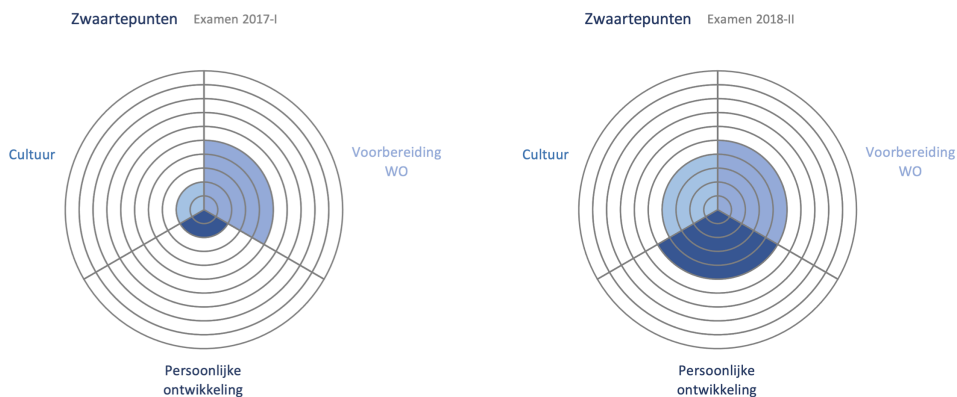 Zwaartepunten Examen 2017-I
Cultuur
Voorbereiding
WO
Persoonlijke
ontwikkeling
Zwaartepunten Examen 2018-II
Cultuur
Voorbereiding
WO
Persoonlijke
ontwikkeling